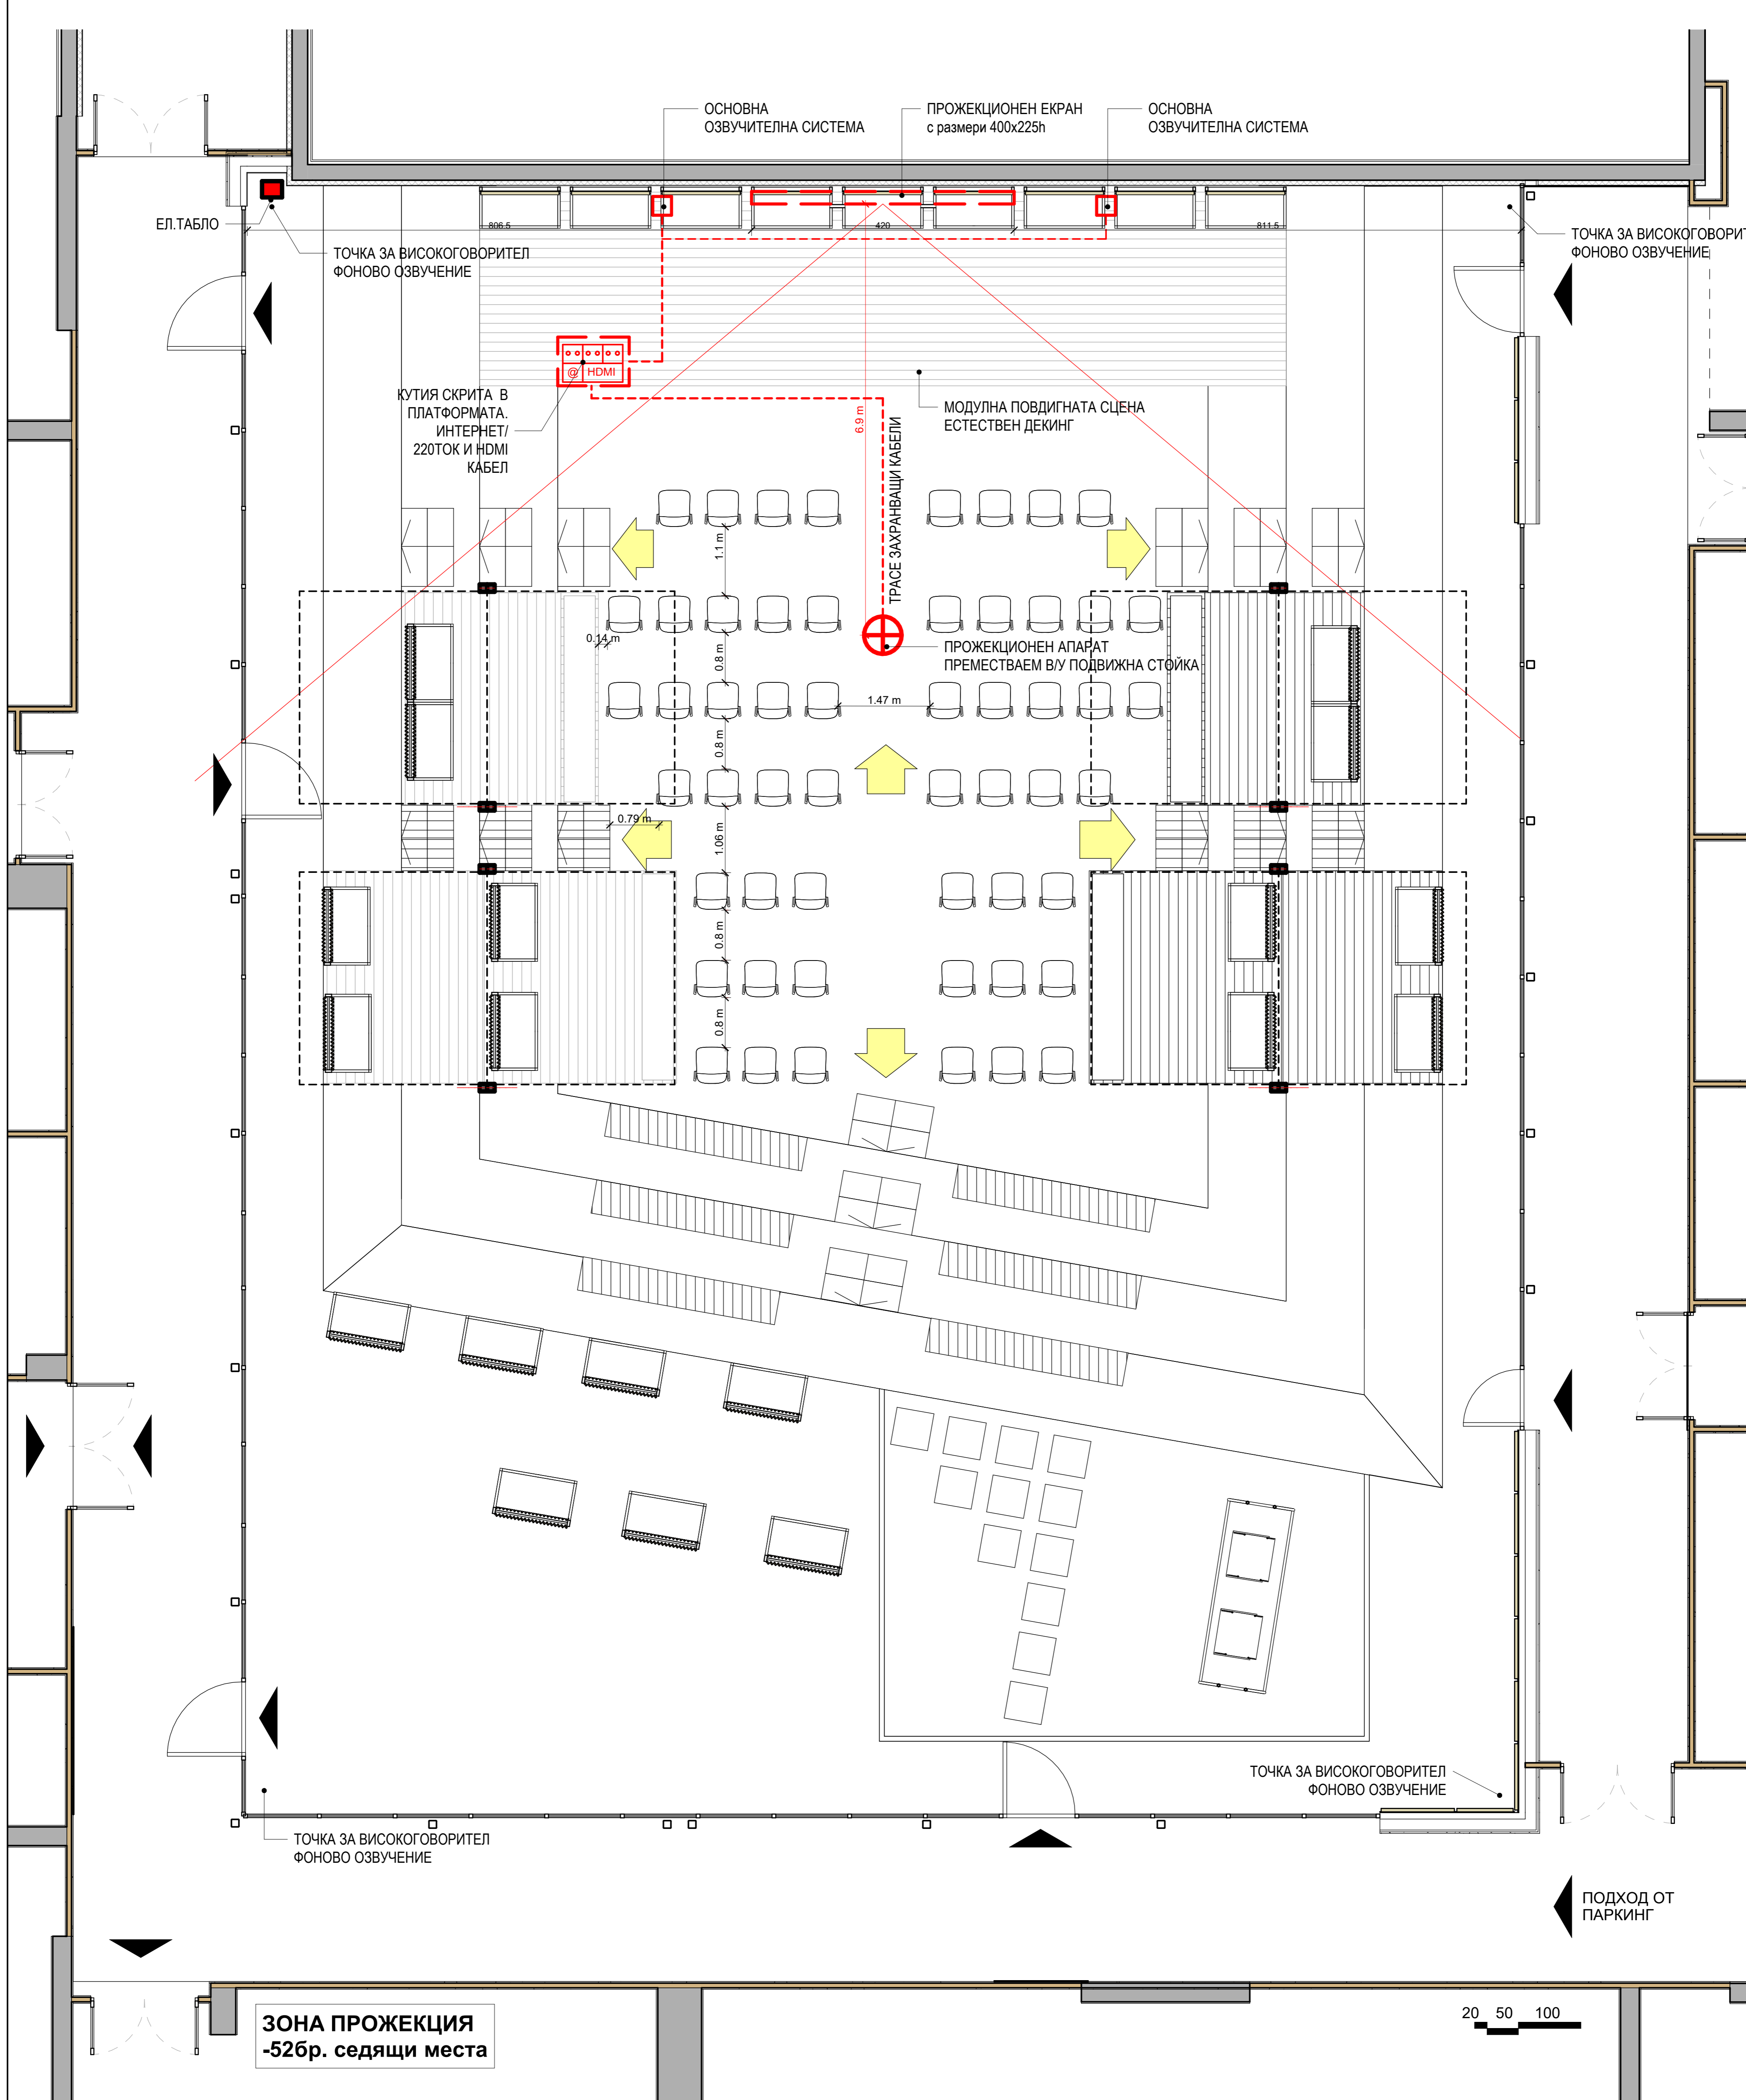 ОСНОВНА
ОЗВУЧИТЕЛНА СИСТЕМА
ПРОЖЕКЦИОНЕН ЕКРАН
с размери 400x225h
ОСНОВНА
ОЗВУЧИТЕЛНА СИСТЕМА
ЕЛ.ТАБЛО
806.5
420
811.5
ТОЧКА ЗА ВИСОКОГОВОРИТЕЛ
ФОНОВО ОЗВУЧЕНИЕ
ТОЧКА ЗА ВИСОКОГОВОРИТ
ФОНОВО ОЗВУЧЕНИЕ
@ HDMI
КУТИЯ СКРИТА В
ПЛАТФОРМАТА.
ИНТЕРНЕТ/
220ТОК И HDMI
КАБЕЛ
6.9 m
ТРАСЕ ЗАХРАНВАЩИ КАБЕЛИ
МОДУЛНА ПОВДИГНАТА СЦЕНА
ЕСТЕСТВЕН ДЕКИНГ
1.1 m
0.14 m
0.8 m
ПРОЖЕКЦИОНЕН АПАРАТ
ПРЕМЕСТВАЕМ В/У ПОДВИЖНА СТОЙКА
1.47 m
0.8 m
0.79 m
1.06 m
0.8 m
0.8 m
ТОЧКА ЗА ВИСОКОГОВОРИТЕЛ
ФОНОВО ОЗВУЧЕНИЕ
ТОЧКА ЗА ВИСОКОГОВОРИТЕЛ
ФОНОВО ОЗВУЧЕНИЕ
ПОДХОД ОТ
ПАРКИНГ
ЗОНА ПРОЖЕКЦИЯ
-52бр. седящи места
20 50 100